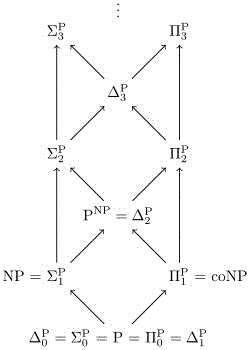 ⋮
Σ₃ᴾ Π₃ᴾ
Δ₃ᴾ
Σ₂ᴾ Π₂ᴾ
Pᴺᴾ = Δ₂ᴾ
NP = Σ₁ᴾ Π₁ᴾ = coNP
Δ₀ᴾ = Σ₀ᴾ = P = Π₀ᴾ = Δ₁ᴾ